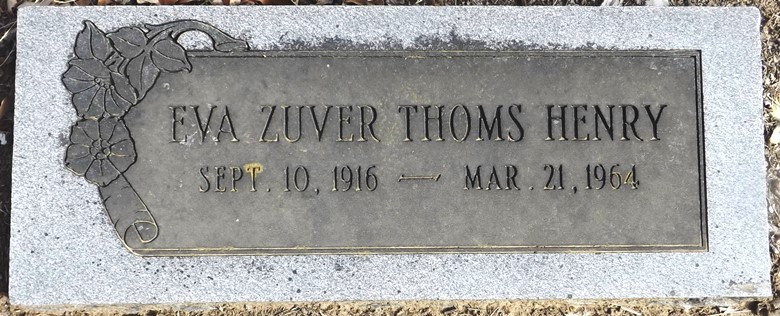 EVA ZUVER THOMS HENRY
SEPT. 10, 1916 — MAR. 21, 1964